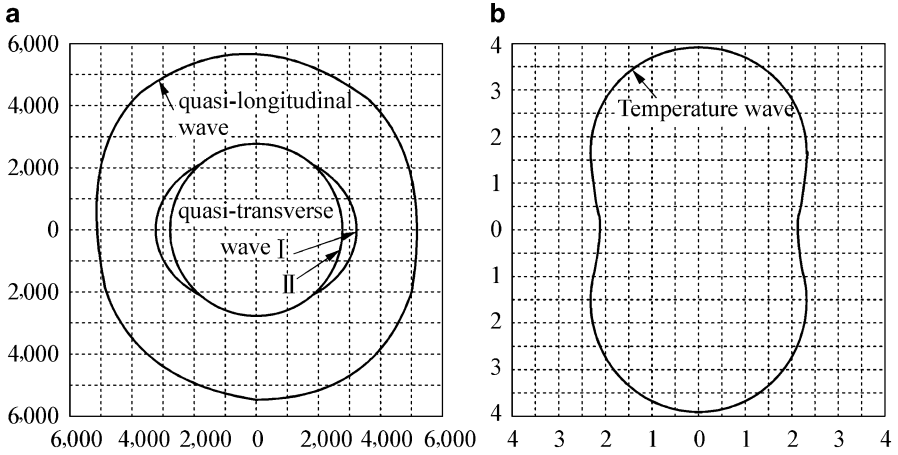 a
6,000
4,000
2,000
0
2,000
4,000
6,000
6,000 4,000 2,000 0 2,000 4,000 6,000
quasi-longitudinal
wave
quasi-transverse
wave I
II
b
4
3
2
1
0
1
2
3
4
4 3 2 1 0 1 2 3 4
Temperature wave